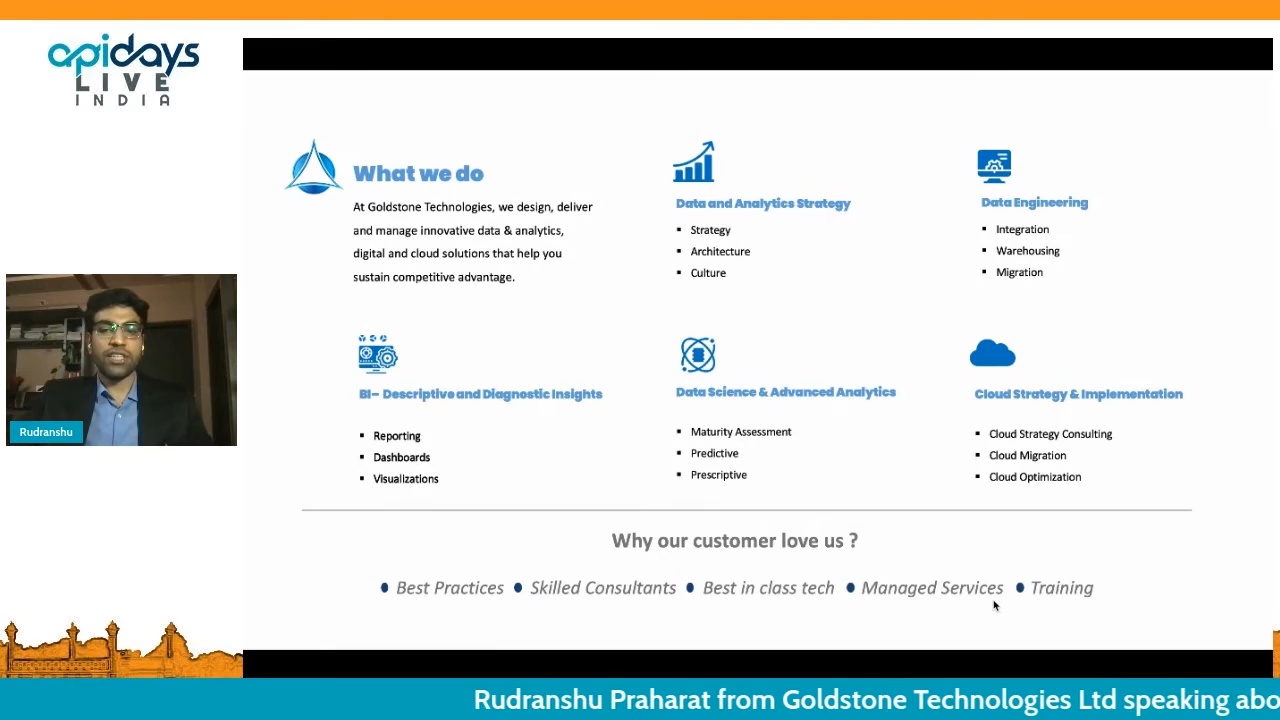 apidays
LIVE
INDIA
What we do
At Goldstone Technologies, we design, deliver
and manage innovative data & analytics,
digital and cloud solutions that help you
sustain competitive advantage.
Data and Analytics Strategy
▪ Strategy
▪ Architecture
▪ Culture
Data Engineering
▪ Integration
▪ Warehousing
▪ Migration
BI– Descriptive and Diagnostic Insights
▪ Reporting
▪ Dashboards
▪ Visualizations
Data Science & Advanced Analytics
▪ Maturity Assessment
▪ Predictive
▪ Prescriptive
Cloud Strategy & Implementation
▪ Cloud Strategy Consulting
▪ Cloud Migration
▪ Cloud Optimization
Why our customer love us ?
• Best Practices • Skilled Consultants • Best in class tech • Managed Services • Training
Rudranshu
Rudranshu Praharat from Goldstone Technologies Ltd speaking abo